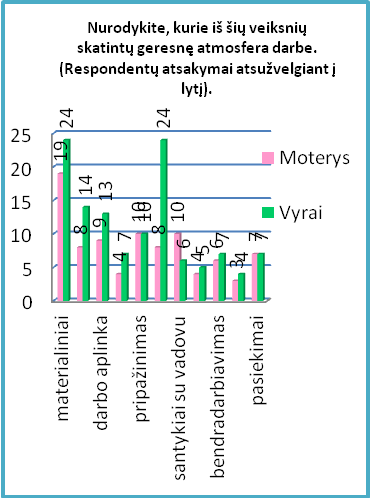 Nurodykite, kurie iš šių veiksnių
skatintų geresnę atmosfera darbe.
(Respondentų atsakymai atsužvelgiant į
lytį).
25
20
15
10
5
0
19
24
8
14
9
13
4
7
10
10
8
24
10
6
4
5
6
7
3
4
7
7
Moterys
Vyrai
materialiniai
darbo aplinka
pripažinimas
santykiai su vadovu
bendradarbiavimas
pasiekimai